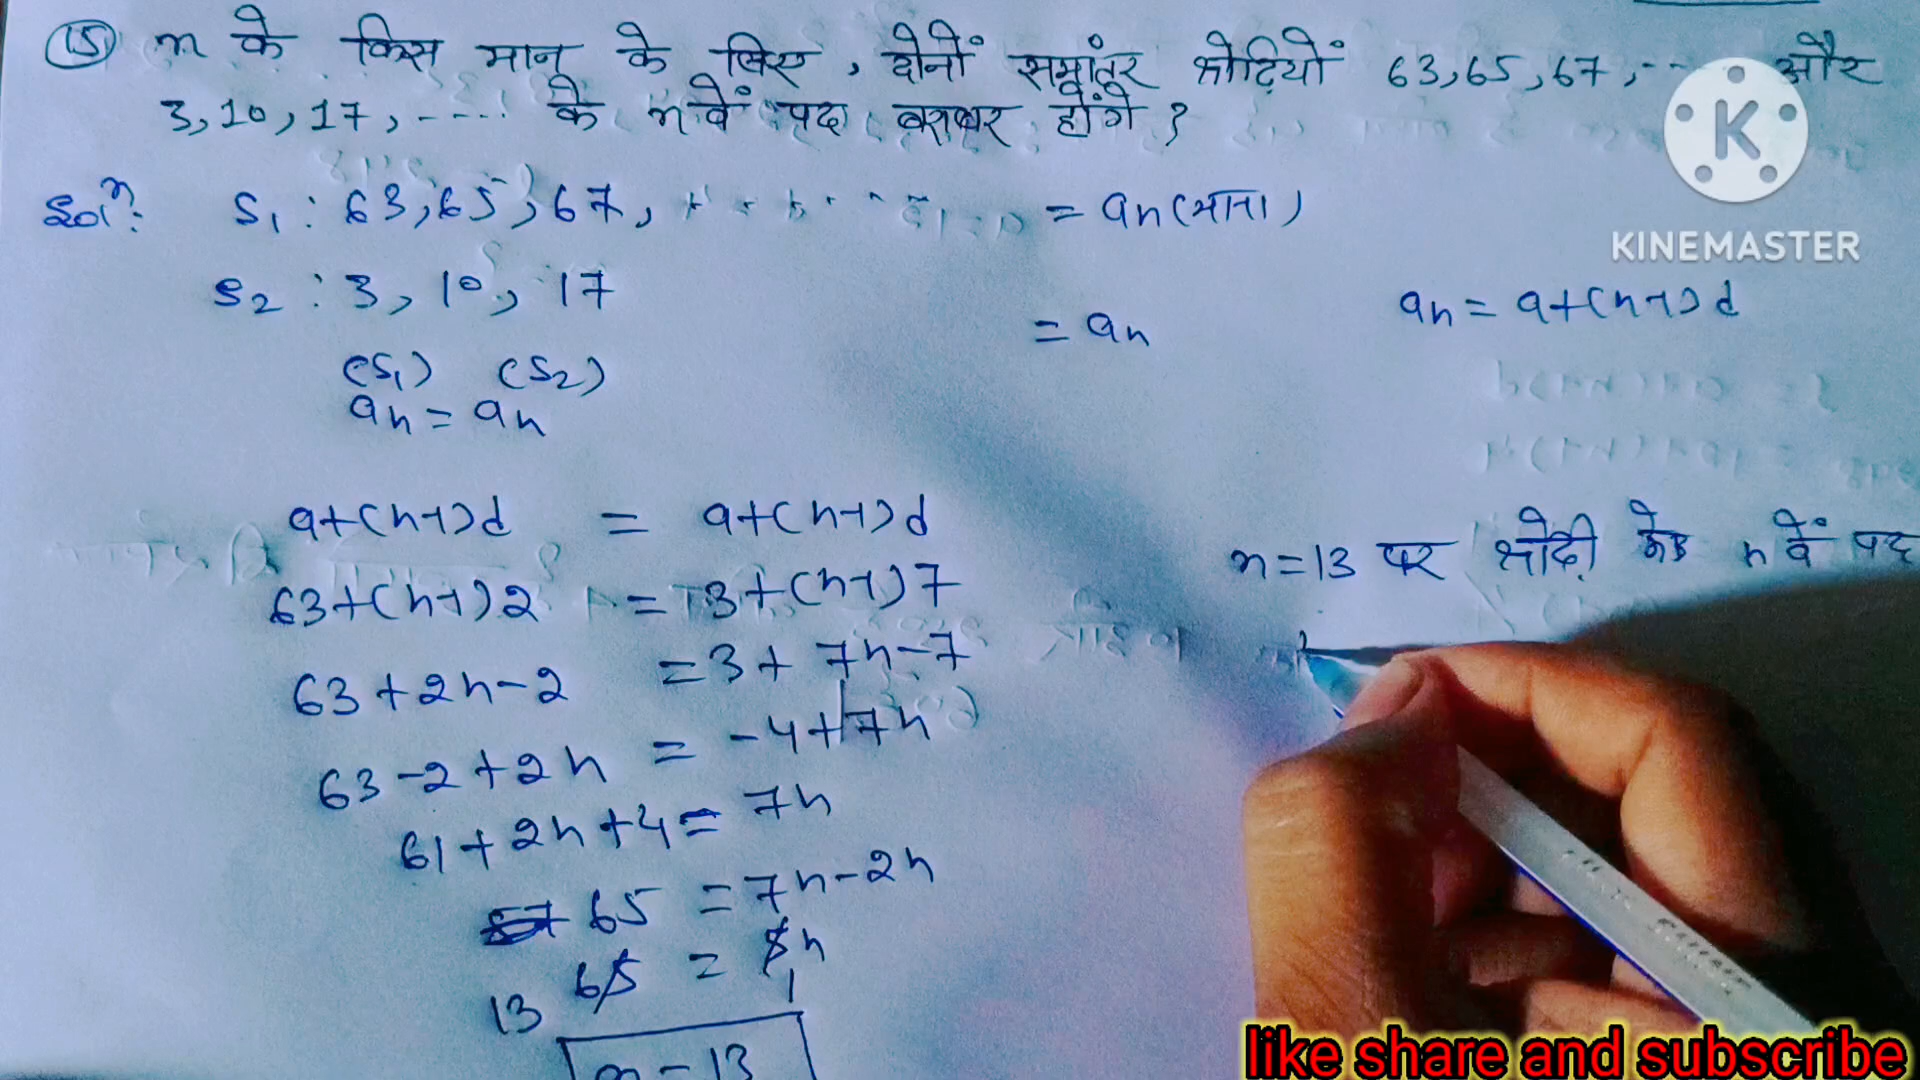 15 n के किस मान के लिए, दोनों समांतर श्रेढ़ियों 63,65,67,--- और
3,10,17,---- के n वें पद बराबर होंगे ?
Solⁿ: S₁ : 63,65,67, = an (माना)
S₂ : 3, 10, 17 = an
an = a+(n-1)d
(S₁) (S₂)
an = an
a+(n-1)d = a+(n-1)d
63+(n-1)2 = 3+(n-1)7
63+2n-2 = 3+7n-7
63-2+2n = -4+7n
61+2n+4 = 7n
65 = 7n-2n
65 = 5n
13 1
n = 13
n=13 पर श्रेढ़ी के n वें पद
K
KINEMASTER
like share and subscribe